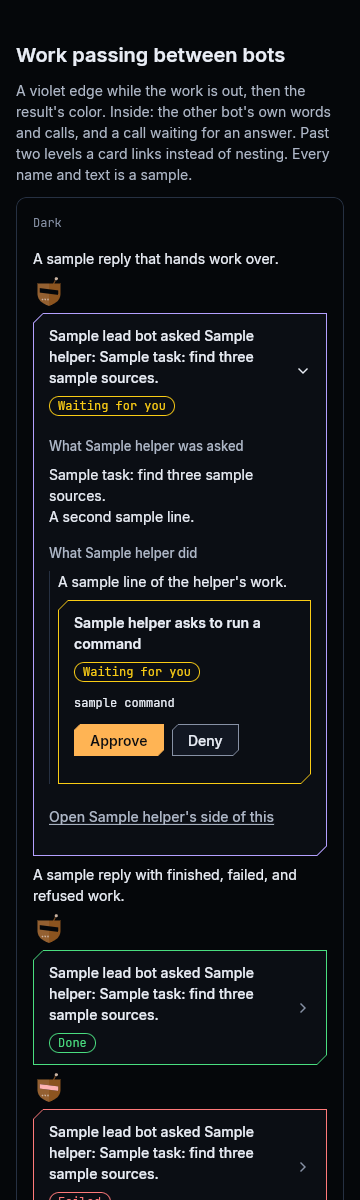 Work passing between bots
A violet edge while the work is out, then the
result's color. Inside: the other bot's own words
and calls, and a call waiting for an answer. Past
two levels a card links instead of nesting. Every
name and text is a sample.
Dark
A sample reply that hands work over.
Sample lead bot asked Sample
helper: Sample task: find three
sample sources.
Waiting for you
What Sample helper was asked
Sample task: find three sample
sources.
A second sample line.
What Sample helper did
A sample line of the helper's work.
Sample helper asks to run a
command
Waiting for you
sample command
Approve
Deny
Open Sample helper's side of this
A sample reply with finished, failed, and
refused work.
Sample lead bot asked Sample
helper: Sample task: find three
sample sources.
Done
Sample lead bot asked Sample
helper: Sample task: find three
sample sources.
Failed